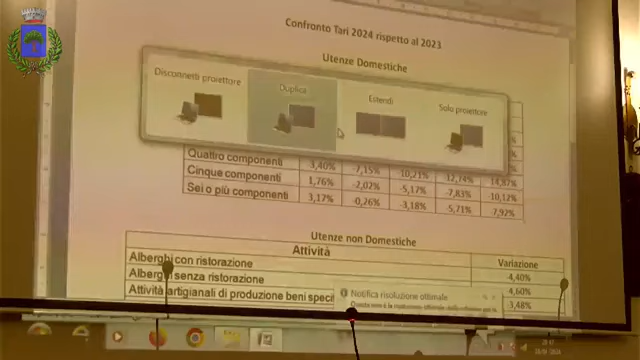 Confronto Tari 2024 rispetto al 2023
Utenze Domestiche
Disconnetti proiettore
Duplica
Estendi
Solo proiettore
Quattro componenti 3,40% -7,15% -10,21% -12,74% -14,87%
Cinque componenti 1,76% -2,02% -5,17% -7,83% -10,12%
Sei o più componenti 3,17% -0,26% -3,18% -5,71% -7,92%
Utenze non Domestiche
Attività Variazione
Alberghi con ristorazione -4,40%
Alberghi senza ristorazione -4,60%
Attività artigianali di produzione beni specif -3,48%
Notifica risoluzione ottimale